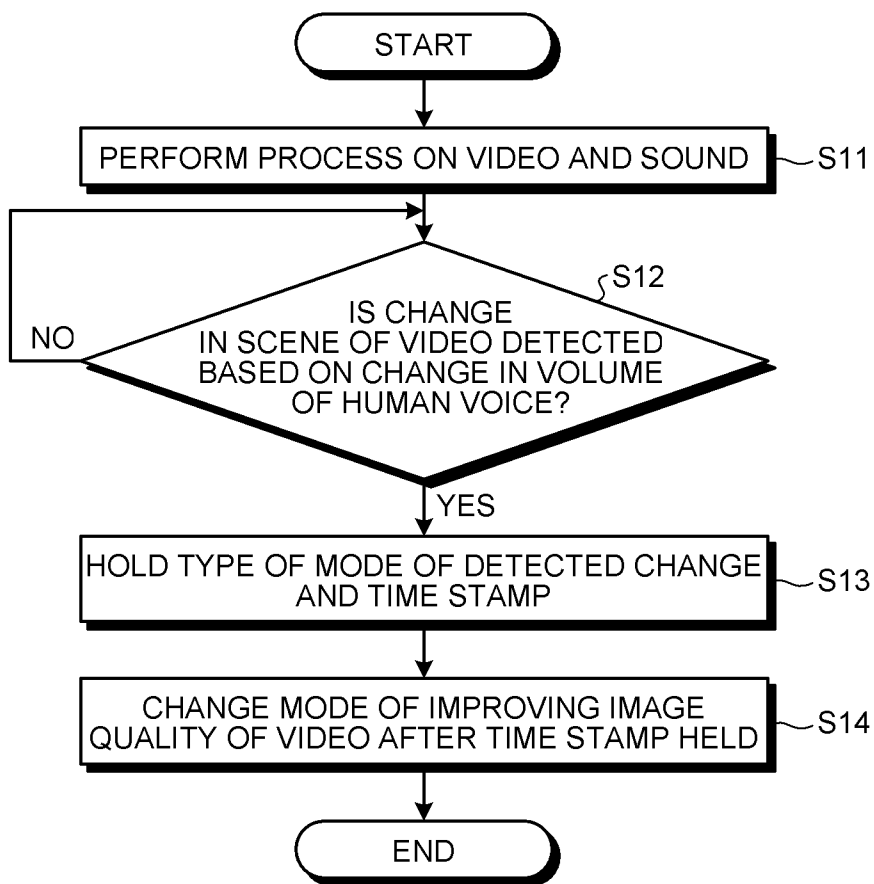 START
PERFORM PROCESS ON VIDEO AND SOUND
S11
S12
IS CHANGE
IN SCENE OF VIDEO DETECTED
BASED ON CHANGE IN VOLUME
OF HUMAN VOICE?
NO
YES
HOLD TYPE OF MODE OF DETECTED CHANGE
AND TIME STAMP
S13
CHANGE MODE OF IMPROVING IMAGE
QUALITY OF VIDEO AFTER TIME STAMP HELD
S14
END